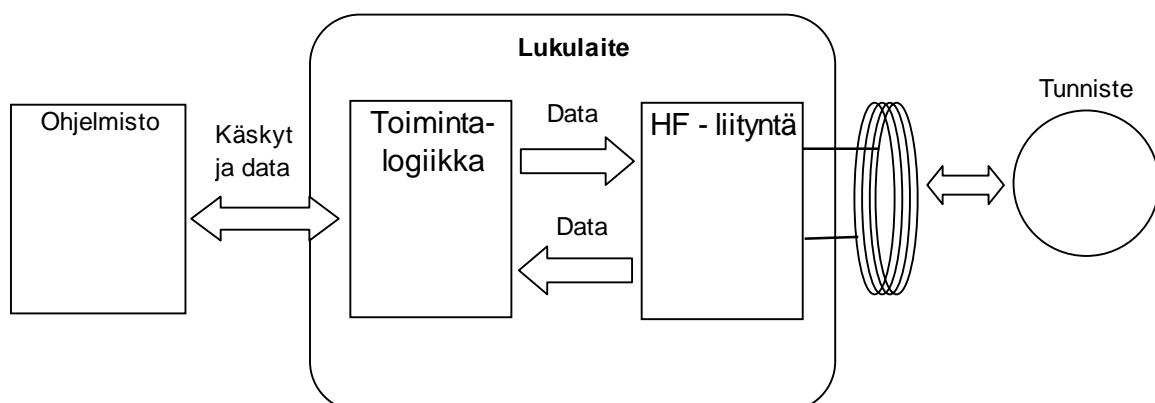 Lukulaite
Ohjelmisto
Käskyt
ja data
Toiminta-
logiikka
Data
Data
HF - liityntä
Tunniste